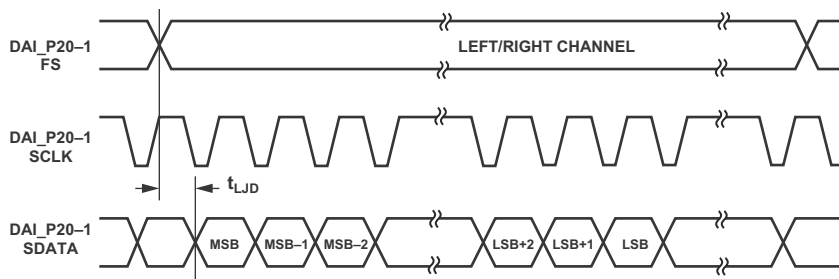 DAI_P20–1
FS
LEFT/RIGHT CHANNEL
DAI_P20–1
SCLK
tLJD
DAI_P20–1
SDATA
MSB MSB–1 MSB–2 LSB+2 LSB+1 LSB